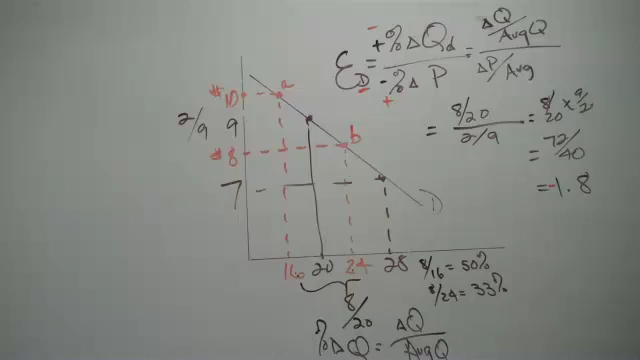 ℰD = +%ΔQd / -%ΔP = ΔQ/AvgQ / ΔP/Avg
- - +
= 8/20 / 2/9 = 8/20 x 9/2
= 72/40
= -1.8
$10 a
2/9 9
$8 b
7
D
16 20 24 28
8/16 = 50%
8/24 = 33%
8/20
%ΔQ = ΔQ / AvgQ